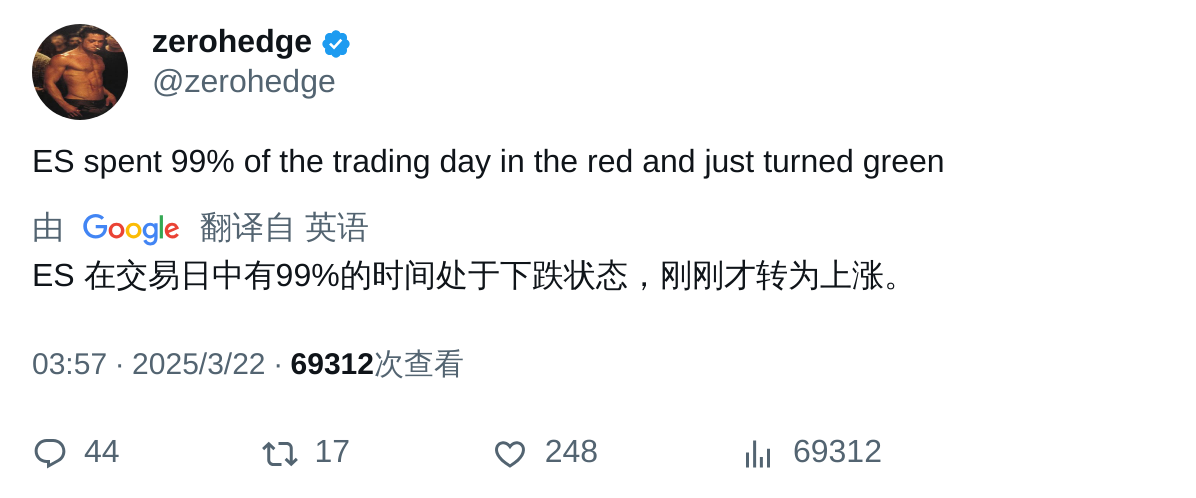 zerohedge
@zerohedge
ES spent 99% of the trading day in the red and just turned green
由 Google 翻译自 英语
ES 在交易日中有99%的时间处于下跌状态，刚刚才转为上涨。
03:57 · 2025/3/22 · 69312次查看
44 17 248 69312